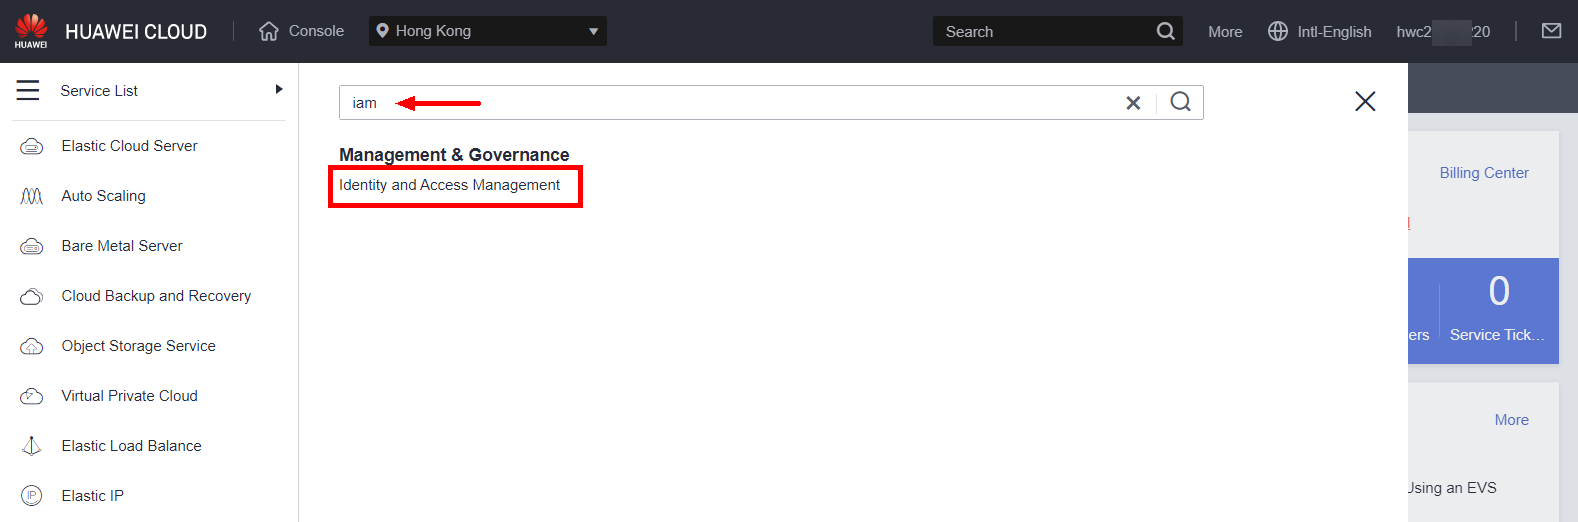 HUAWEI
HUAWEI CLOUD
Console
Hong Kong
Search
More
Intl-English
hwc2 20
Service List
iam
Management & Governance
Identity and Access Management
Elastic Cloud Server
Auto Scaling
Bare Metal Server
Cloud Backup and Recovery
Object Storage Service
Virtual Private Cloud
Elastic Load Balance
IP
Elastic IP
Billing Center
0
ers
Service Tick...
More
Using an EVS